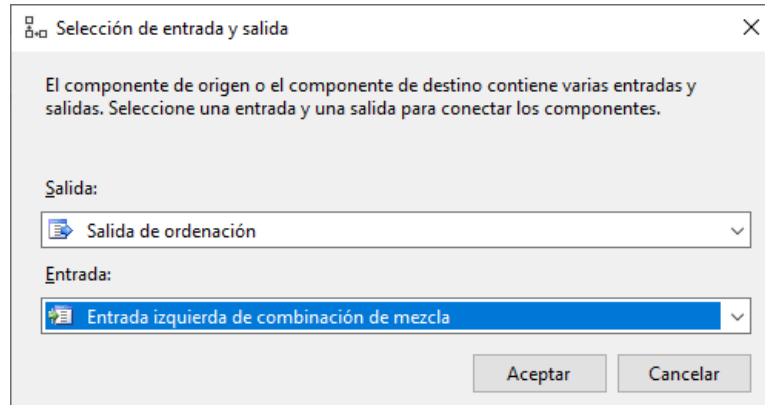 Selección de entrada y salida
El componente de origen o el componente de destino contiene varias entradas y
salidas. Seleccione una entrada y una salida para conectar los componentes.
Salida:
Salida de ordenación
Entrada:
Entrada izquierda de combinación de mezcla
Aceptar Cancelar